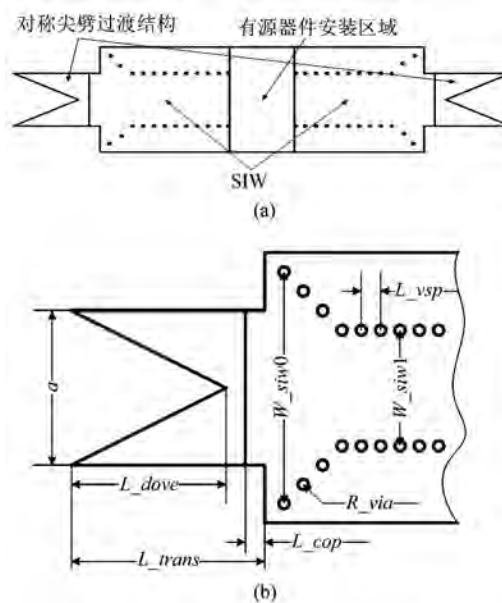 对称尖劈过渡结构
有源器件安装区域
SIW
(a)
L_vsp
a
W_siw0
W_siw1
L_dove
R_via
L_trans
L_cop
(b)